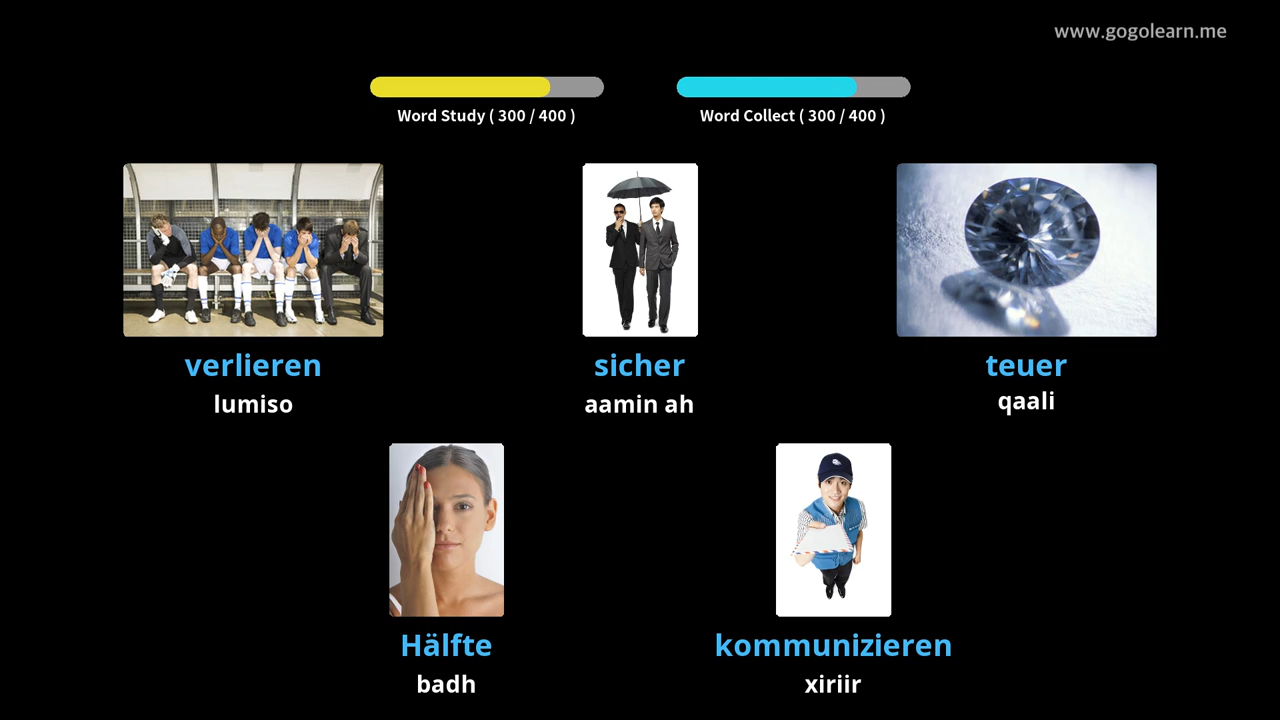 www.gogolearn.me
Word Study ( 300 / 400 )
Word Collect ( 300 / 400 )
verlieren
lumiso
sicher
aamin ah
teuer
qaali
Hälfte
badh
kommunizieren
xiriir